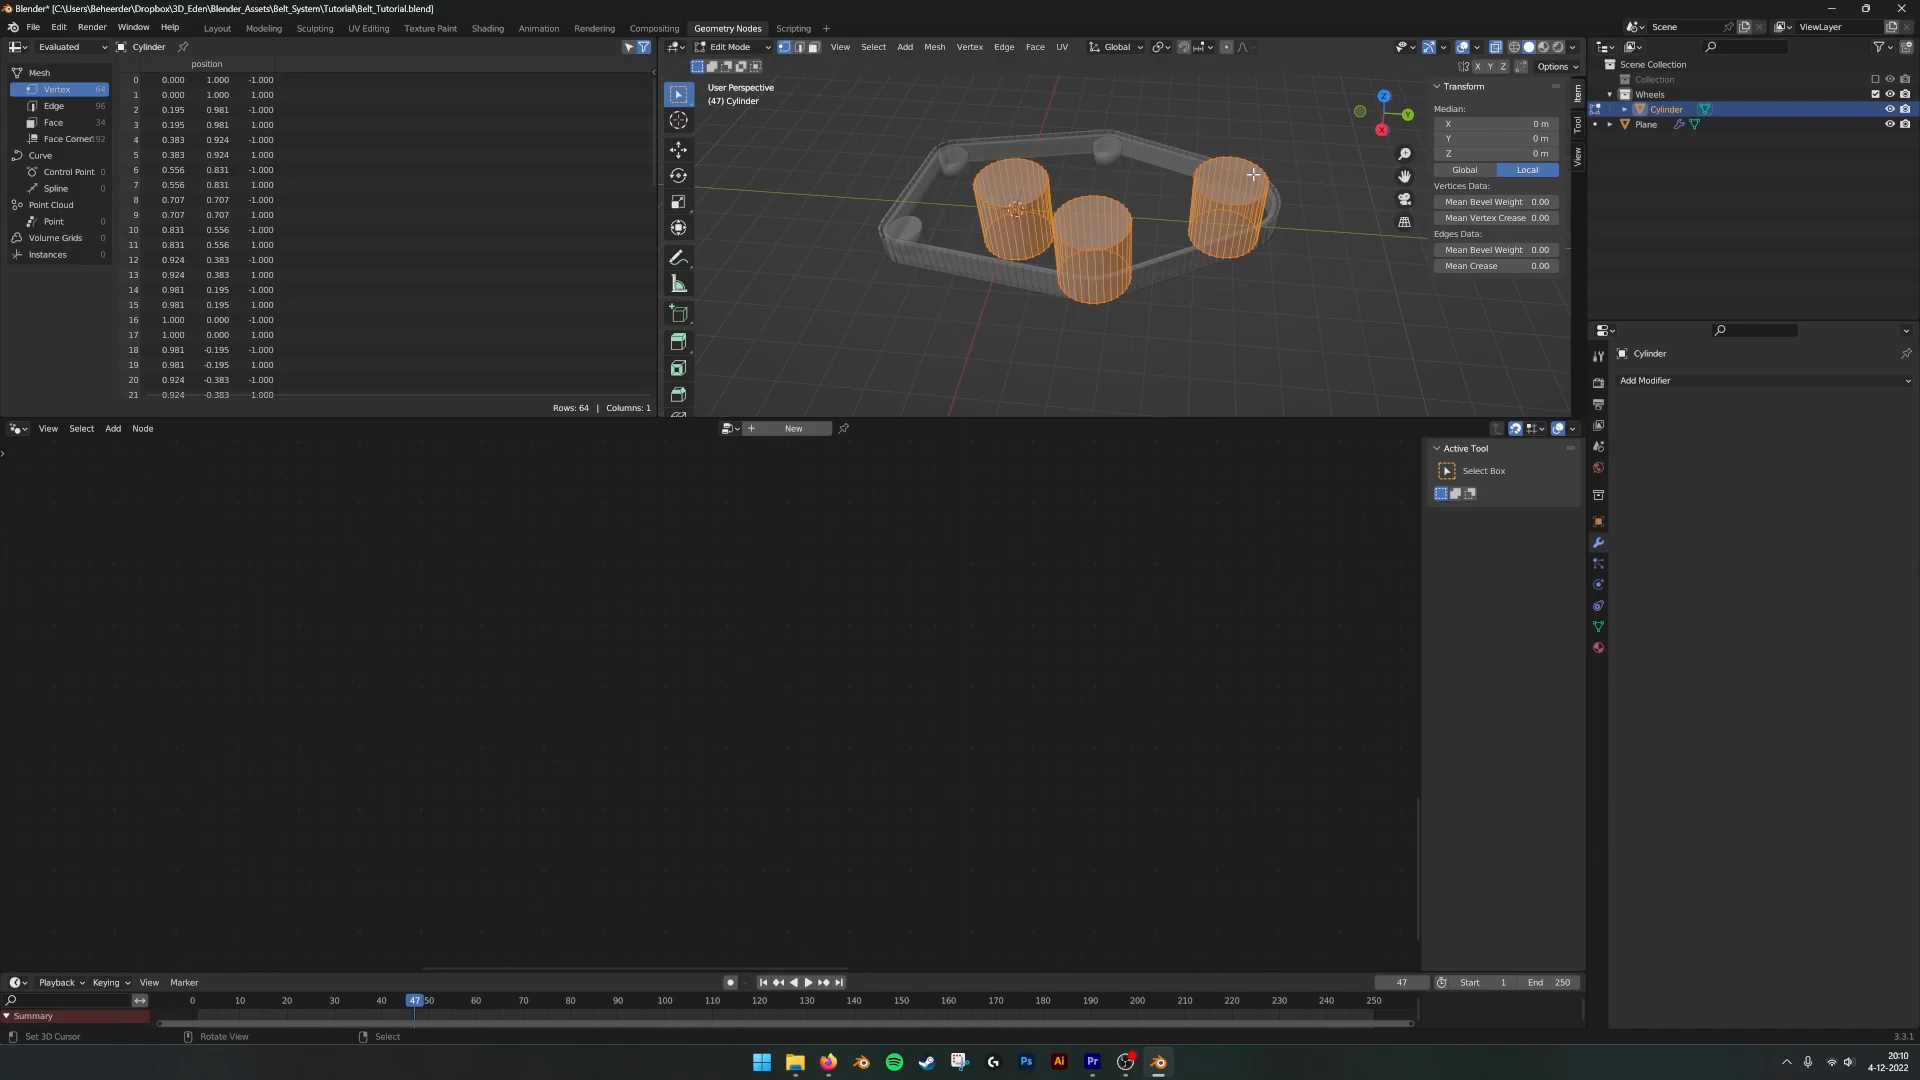 Blender* [C:\Users\Beheerder\Dropbox\3D_Eden\Blender_Assets\Belt_System\Tutorial\Belt_Tutorial.blend]
File Edit Render Window Help Layout Modeling Sculpting UV Editing Texture Paint Shading Animation Rendering Compositing Geometry Nodes Scripting + Scene ViewLayer
Evaluated Cylinder Edit Mode View Select Add Mesh Vertex Edge Face UV Global
position X Y Z Options Scene Collection
Mesh User Perspective Transform Collection
Vertex 64 (47) Cylinder Median: Wheels
Edge 96 X 0 m Cylinder
Face 34 Y 0 m Plane
Face Corner 192 Z 0 m
Curve Global Local
Control Point 0 Vertices Data:
Spline 0 Mean Bevel Weight 0.00
Point Cloud Mean Vertex Crease 0.00
Point 0 Edges Data:
Volume Grids 0 Mean Bevel Weight 0.00
Instances 0 Mean Crease 0.00
Item
Tool
View
0 0.000 1.000 -1.000
1 0.000 1.000 1.000
2 0.195 0.981 -1.000
3 0.195 0.981 1.000
4 0.383 0.924 -1.000
5 0.383 0.924 1.000
6 0.556 0.831 -1.000
7 0.556 0.831 1.000
8 0.707 0.707 -1.000
9 0.707 0.707 1.000
10 0.831 0.556 -1.000
11 0.831 0.556 1.000
12 0.924 0.383 -1.000
13 0.924 0.383 1.000
14 0.981 0.195 -1.000
15 0.981 0.195 1.000
16 1.000 0.000 -1.000
17 1.000 0.000 1.000
18 0.981 -0.195 -1.000
19 0.981 -0.195 1.000
20 0.924 -0.383 -1.000
21 0.924 -0.383 1.000
Rows: 64 | Columns: 1
Cylinder
Add Modifier
View Select Add Node + New
Active Tool
Select Box
Playback Keying View Marker 47 Start 1 End 250
0 10 20 30 40 47 50 60 70 80 90 100 110 120 130 140 150 160 170 180 190 200 210 220 230 240 250
Summary
Set 3D Cursor Rotate View Select 3.3.1
Ps Ai Pr
20:10
4-12-2022